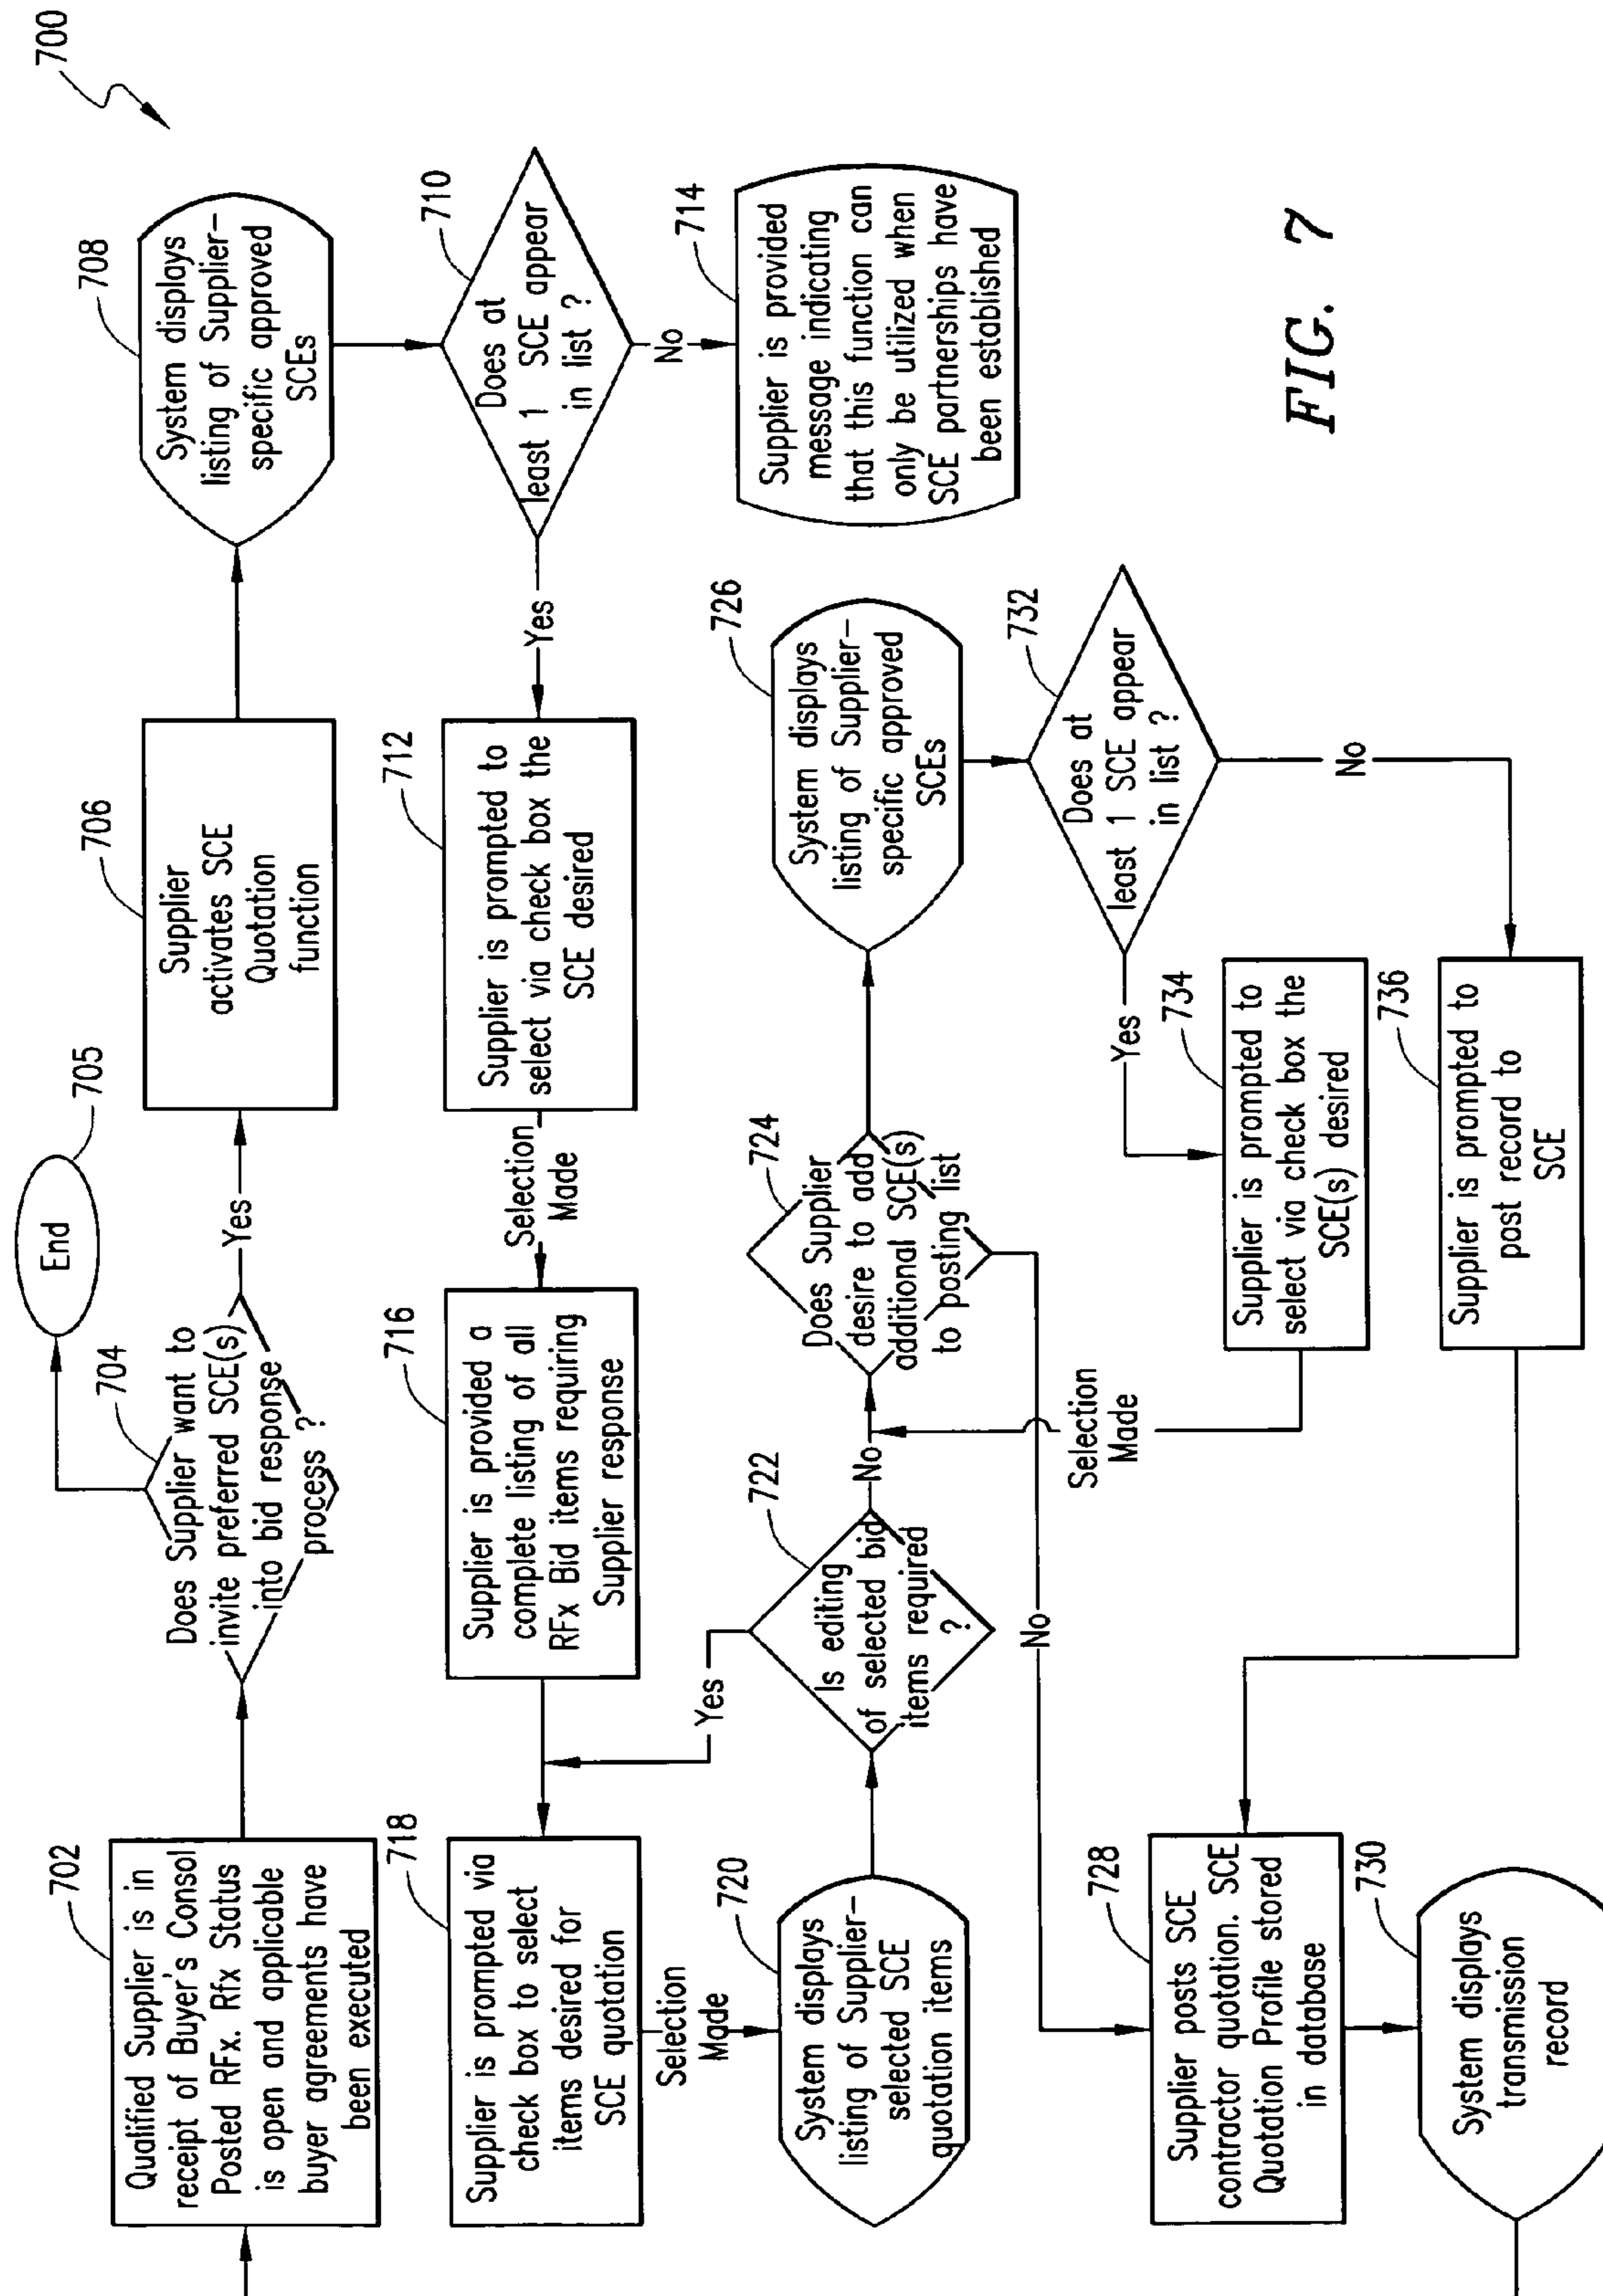 700
702
Qualified Supplier is in
receipt of Buyer's Consol
Posted RFx. Rfx Status
is open and applicable
buyer agreements have
been executed
704
Does Supplier want to
invite preferred SCE(s)
into bid response
process ?
705
End
Yes
706
Supplier
activates SCE
Quotation
function
708
System displays
listing of Supplier-
specific approved
SCEs
710
Does at
least 1 SCE appear
in list ?
Yes
No
712
Supplier is prompted to
select via check box the
SCE desired
714
Supplier is provided
message indicating
that this function can
only be utilized when
SCE partnerships have
been established
Selection
Made
716
Supplier is provided a
complete listing of all
RFx Bid items requiring
Supplier response
718
Supplier is prompted via
check box to select
items desired for
SCE quotation
Selection
Made
720
System displays
listing of Supplier-
selected SCE
quotation items
722
Is editing
of selected bid
items required
?
Yes
No
724
Does Supplier
desire to add
additional SCE(s)
to posting list
No
726
System displays
listing of Supplier-
specific approved
SCEs
732
Does at
least 1 SCE appear
in list ?
Yes
No
734
Supplier is prompted to
select via check box the
SCE(s) desired
Selection
Made
736
Supplier is prompted to
post record to
SCE
728
Supplier posts SCE
contractor quotation. SCE
Quotation Profile stored
in database
730
System displays
transmission
record
FIG. 7